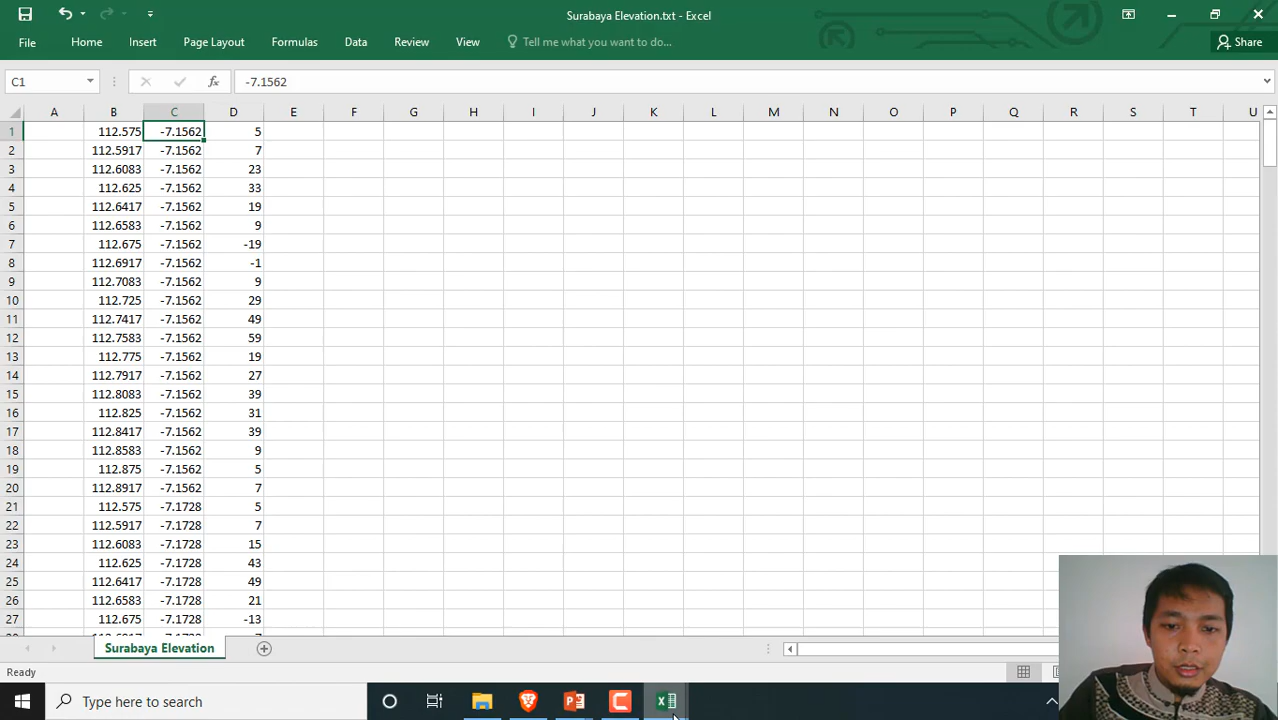 Surabaya Elevation.txt - Excel
File Home Insert Page Layout Formulas Data Review View Tell me what you want to do... Share
C1 fx -7.1562
A B C D E F G H I J K L M N O P Q R S T U
1 112.575 -7.1562 5
2 112.5917 -7.1562 7
3 112.6083 -7.1562 23
4 112.625 -7.1562 33
5 112.6417 -7.1562 19
6 112.6583 -7.1562 9
7 112.675 -7.1562 -19
8 112.6917 -7.1562 -1
9 112.7083 -7.1562 9
10 112.725 -7.1562 29
11 112.7417 -7.1562 49
12 112.7583 -7.1562 59
13 112.775 -7.1562 19
14 112.7917 -7.1562 27
15 112.8083 -7.1562 39
16 112.825 -7.1562 31
17 112.8417 -7.1562 39
18 112.8583 -7.1562 9
19 112.875 -7.1562 5
20 112.8917 -7.1562 7
21 112.575 -7.1728 5
22 112.5917 -7.1728 7
23 112.6083 -7.1728 15
24 112.625 -7.1728 43
25 112.6417 -7.1728 49
26 112.6583 -7.1728 21
27 112.675 -7.1728 -13
Surabaya Elevation
Ready
Type here to search